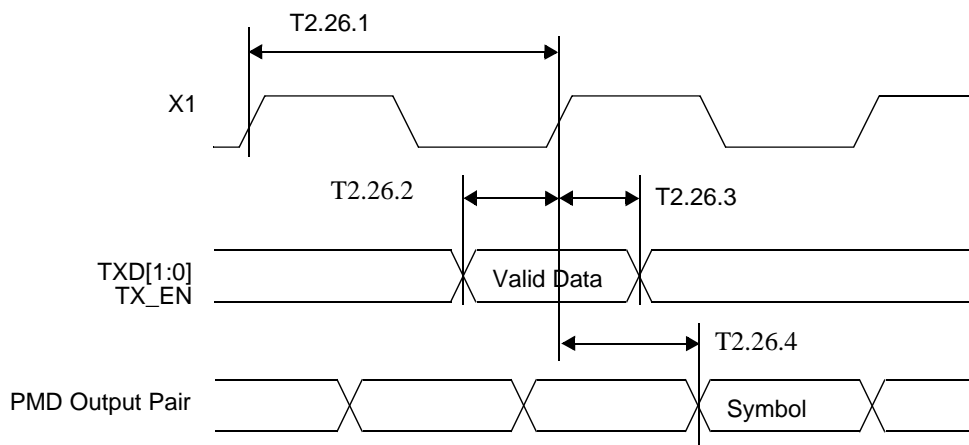 T2.26.1
X1
T2.26.2
T2.26.3
TXD[1:0]
TX_EN
Valid Data
T2.26.4
PMD Output Pair
Symbol